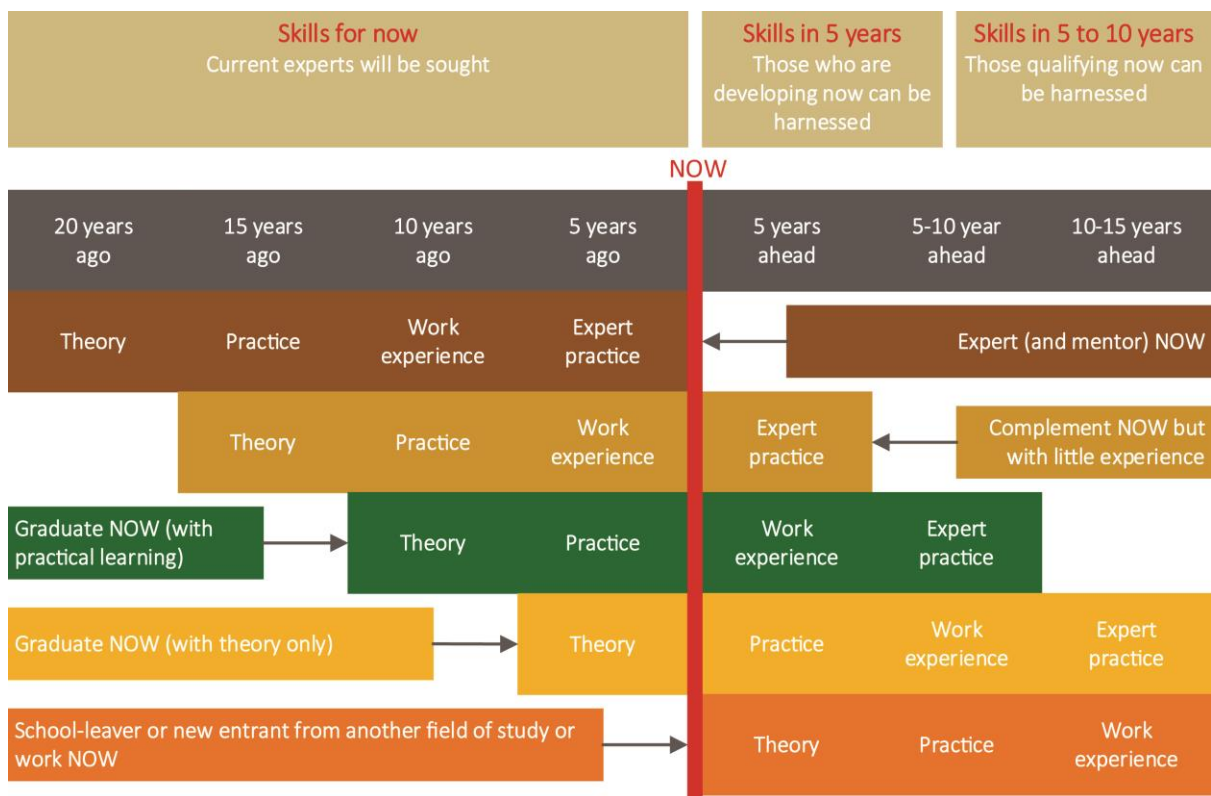 Skills for now
Current experts will be sought
Skills in 5 years
Those who are
developing now can be
harnessed
Skills in 5 to 10 years
Those qualifying now can
be harnessed
NOW
20 years
ago
15 years
ago
10 years
ago
5 years
ago
5 years
ahead
5-10 year
ahead
10-15 years
ahead
Theory
Practice
Work
experience
Expert
practice
Expert (and mentor) NOW
Theory
Practice
Work
experience
Expert
practice
Complement NOW but
with little experience
Graduate NOW (with
practical learning)
Theory
Practice
Work
experience
Expert
practice
Graduate NOW (with theory only)
Theory
Practice
Work
experience
Expert
practice
School-leaver or new entrant from another field of study or
work NOW
Theory
Practice
Work
experience